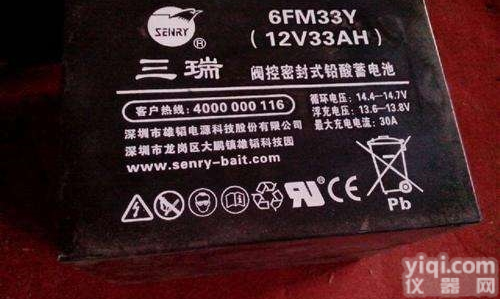 SENRY
®
6FM33Y
(12V33AH)
三瑞
阀控密封式铅酸蓄电池
客户热线: 4000 000 116
循环电压: 14.4—14.7V
浮充电压: 13.6—13.8V
最大充电电流: 30A
深圳市雄韬电源科技股份有限公司
深圳市龙岗区大鹏镇雄韬科技园
www.senry-bait.com
Pb
yiqi.com
仪器网